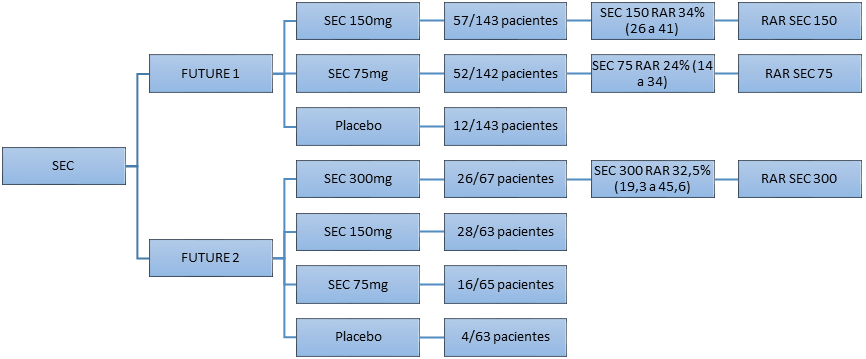 SEC 150mg
57/143 pacientes
SEC 150 RAR 34%
(26 a 41)
RAR SEC 150
FUTURE 1
SEC 75mg
52/142 pacientes
SEC 75 RAR 24% (14
a 34)
RAR SEC 75
Placebo
12/143 pacientes
SEC
SEC 300mg
26/67 pacientes
SEC 300 RAR 32,5%
(19,3 a 45,6)
RAR SEC 300
SEC 150mg
28/63 pacientes
FUTURE 2
SEC 75mg
16/65 pacientes
Placebo
4/63 pacientes